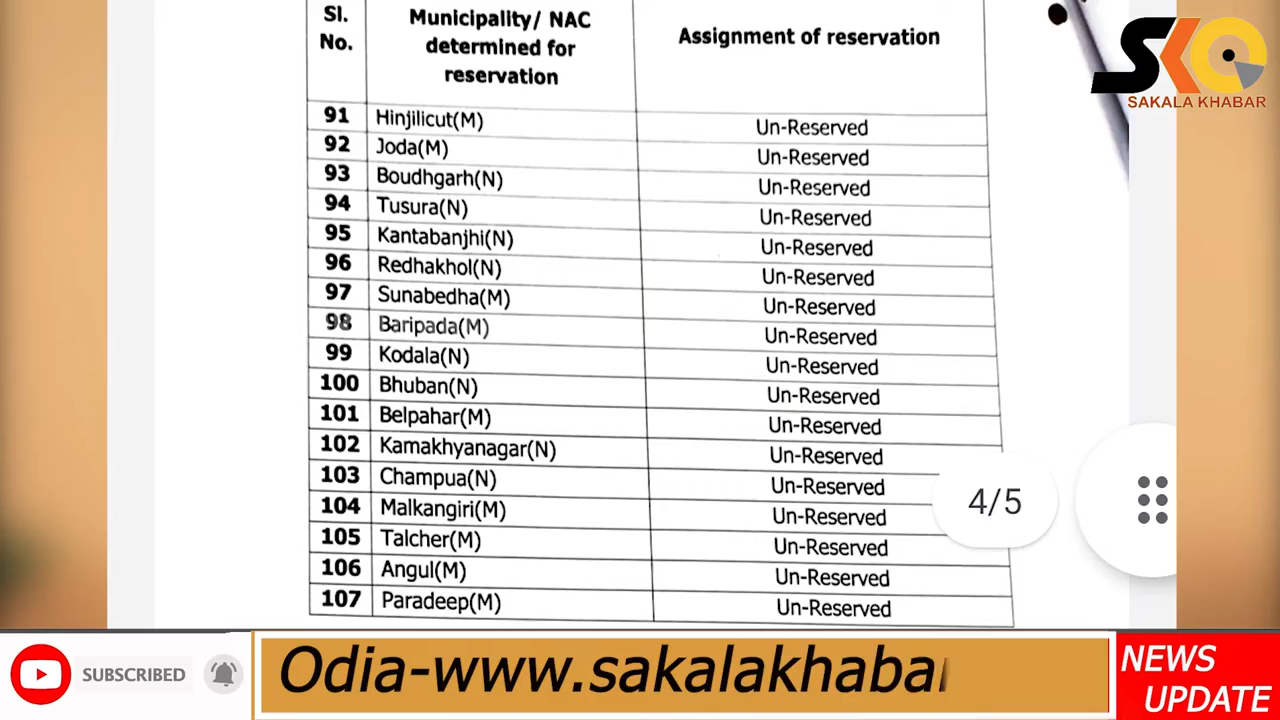 Sl. No. Municipality/ NAC determined for reservation Assignment of reservation
91 Hinjilicut(M) Un-Reserved
92 Joda(M) Un-Reserved
93 Boudhgarh(N) Un-Reserved
94 Tusura(N) Un-Reserved
95 Kantabanjhi(N) Un-Reserved
96 Redhakhol(N) Un-Reserved
97 Sunabedha(M) Un-Reserved
98 Baripada(M) Un-Reserved
99 Kodala(N) Un-Reserved
100 Bhuban(N) Un-Reserved
101 Belpahar(M) Un-Reserved
102 Kamakhyanagar(N) Un-Reserved
103 Champua(N) Un-Reserved
104 Malkangiri(M) Un-Reserved
105 Talcher(M) Un-Reserved
106 Angul(M) Un-Reserved
107 Paradeep(M) Un-Reserved
SKO
SAKALA KHABAR
4/5
SUBSCRIBED
Odia-www.sakalakhabar
NEWS
UPDATE